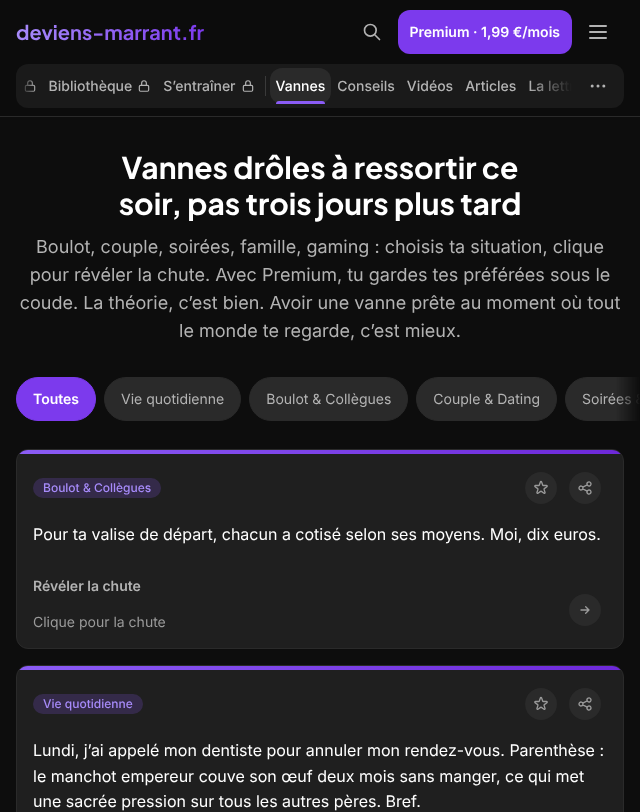 deviens-marrant.fr
Premium · 1,99 €/mois
Bibliothèque S’entraîner Vannes Conseils Vidéos Articles La lett
Vannes drôles à ressortir ce
soir, pas trois jours plus tard
Boulot, couple, soirées, famille, gaming : choisis ta situation, clique
pour révéler la chute. Avec Premium, tu gardes tes préférées sous le
coude. La théorie, c’est bien. Avoir une vanne prête au moment où tout
le monde te regarde, c’est mieux.
Toutes Vie quotidienne Boulot & Collègues Couple & Dating Soirées
Boulot & Collègues
Pour ta valise de départ, chacun a cotisé selon ses moyens. Moi, dix euros.
Révéler la chute
Clique pour la chute
Vie quotidienne
Lundi, j’ai appelé mon dentiste pour annuler mon rendez-vous. Parenthèse :
le manchot empereur couve son œuf deux mois sans manger, ce qui met
une sacrée pression sur tous les autres pères. Bref.